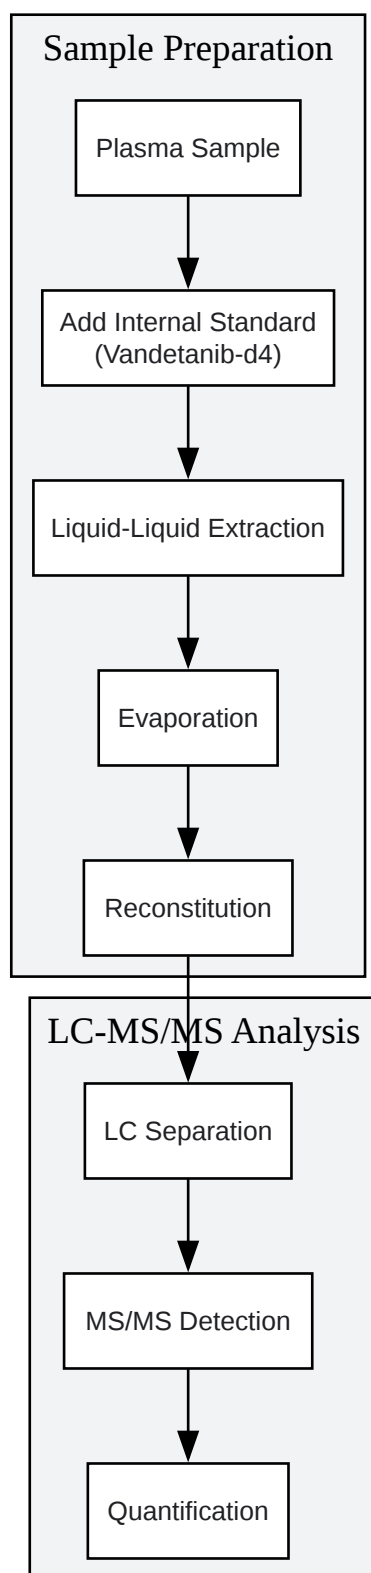 Sample Preparation
Plasma Sample
Add Internal Standard
(Vandetanib-d4)
Liquid-Liquid Extraction
Evaporation
Reconstitution
LC-MS/MS Analysis
LC Separation
MS/MS Detection
Quantification